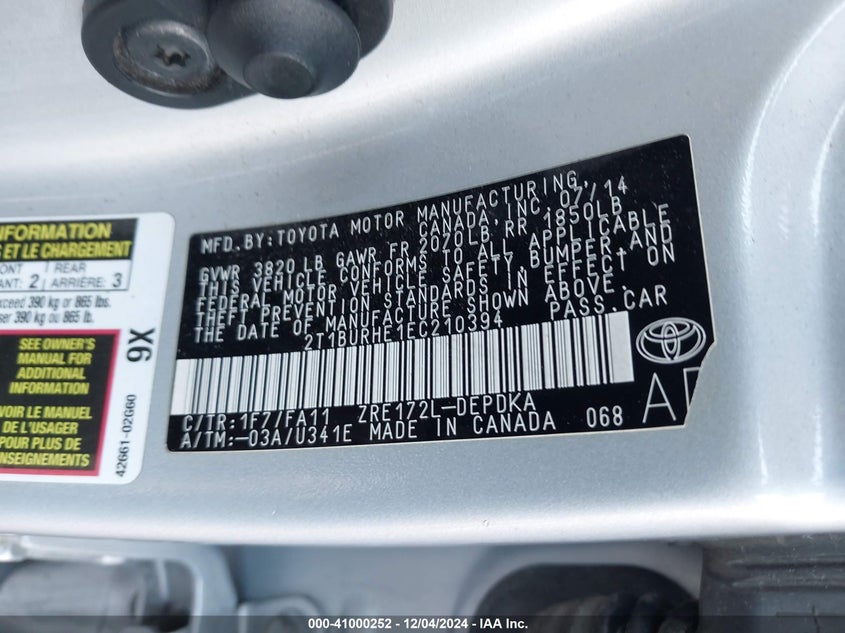 INFORMATION
S ET LE CHARGEMENT
ONT REAR
ANT: 2 ARRIÈRE: 3
xceed 390 kg or 865 lbs.
ser 390 kg ou 865 lb.
SEE OWNER'S
MANUAL FOR
ADDITIONAL
INFORMATION
VOIR LE MANUEL
DE L'USAGER
POUR PLUS DE
ENSEIGNEMENTS
9X
42661-02G60
MFD. BY: TOYOTA MOTOR MANUFACTURING,
CANADA, INC. 07/14
GVWR 3820 LB GAWR FR 2020LB, RR 1850LB
THIS VEHICLE CONFORMS TO ALL APPLICABLE
FEDERAL MOTOR VEHICLE SAFETY, BUMPER, AND
THEFT PREVENTION STANDARDS IN EFFECT ON
THE DATE OF MANUFACTURE SHOWN ABOVE.
2T1BURHE1EC210394 PASS.CAR
C/TR: 1F7/FA11 ZRE172L-DEPDKA
A/TM: -03A/U341E MADE IN CANADA 068
000-41000252 - 12/04/2024 - IAA Inc.